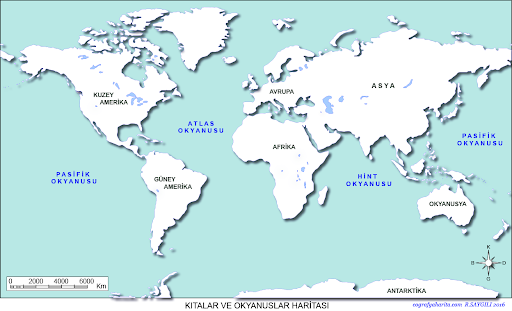 KUZEY
AMERİKA
AVRUPA
ASYA
ATLAS
OKYANUSU
PASİFİK
OKYANUSU
AFRİKA
PASİFİK
OKYANUSU
GÜNEY
AMERİKA
HİNT
OKYANUSU
OKYANUSYA
K
B
D
G
0 2000 4000 6000
Km
ANTARKTİKA
KITALAR VE OKYANUSLAR HARİTASI
cografyaharita.com R.SAYGILI 2016